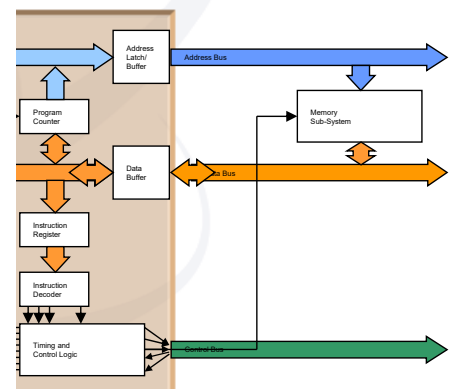 Address
Latch/
Buffer
Address Bus
Program
Counter
Memory
Sub-System
Data
Buffer
Bus
Instruction
Register
Instruction
Decoder
Timing and
Control Logic
Control Bus